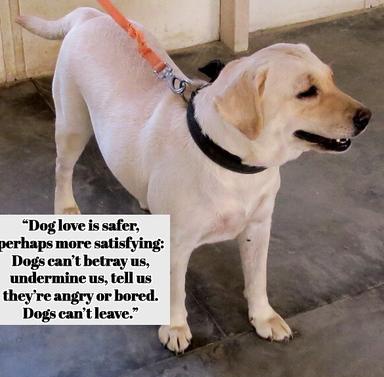 “Dog love is safer,
perhaps more satisfying:
Dogs can’t betray us,
undermine us, tell us
they’re angry or bored.
Dogs can’t leave.”